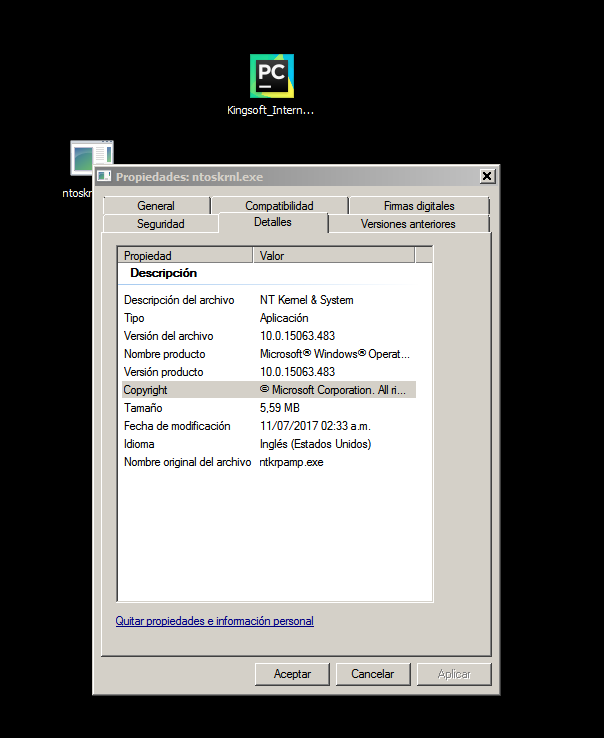 PC
Kingsoft_Intern...
ntoskr
Propiedades: ntoskrnl.exe
General Compatibilidad Firmas digitales
Seguridad Detalles Versiones anteriores
Propiedad Valor
Descripción
Descripción del archivo NT Kernel & System
Tipo Aplicación
Versión del archivo 10.0.15063.483
Nombre producto Microsoft® Windows® Operat...
Versión producto 10.0.15063.483
Copyright © Microsoft Corporation. All ri...
Tamaño 5,59 MB
Fecha de modificación 11/07/2017 02:33 a.m.
Idioma Inglés (Estados Unidos)
Nombre original del archivo ntkrpamp.exe
Quitar propiedades e información personal
Aceptar Cancelar Aplicar